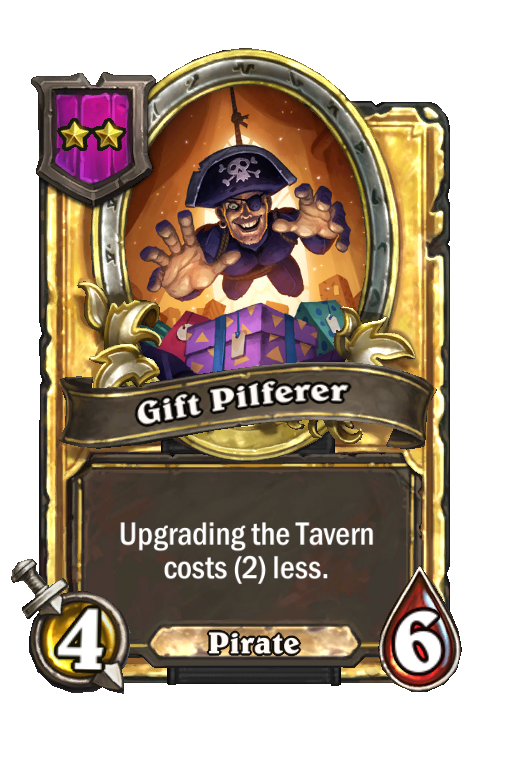 Gift Pilferer
Upgrading the Tavern
costs (2) less.
4
Pirate
6